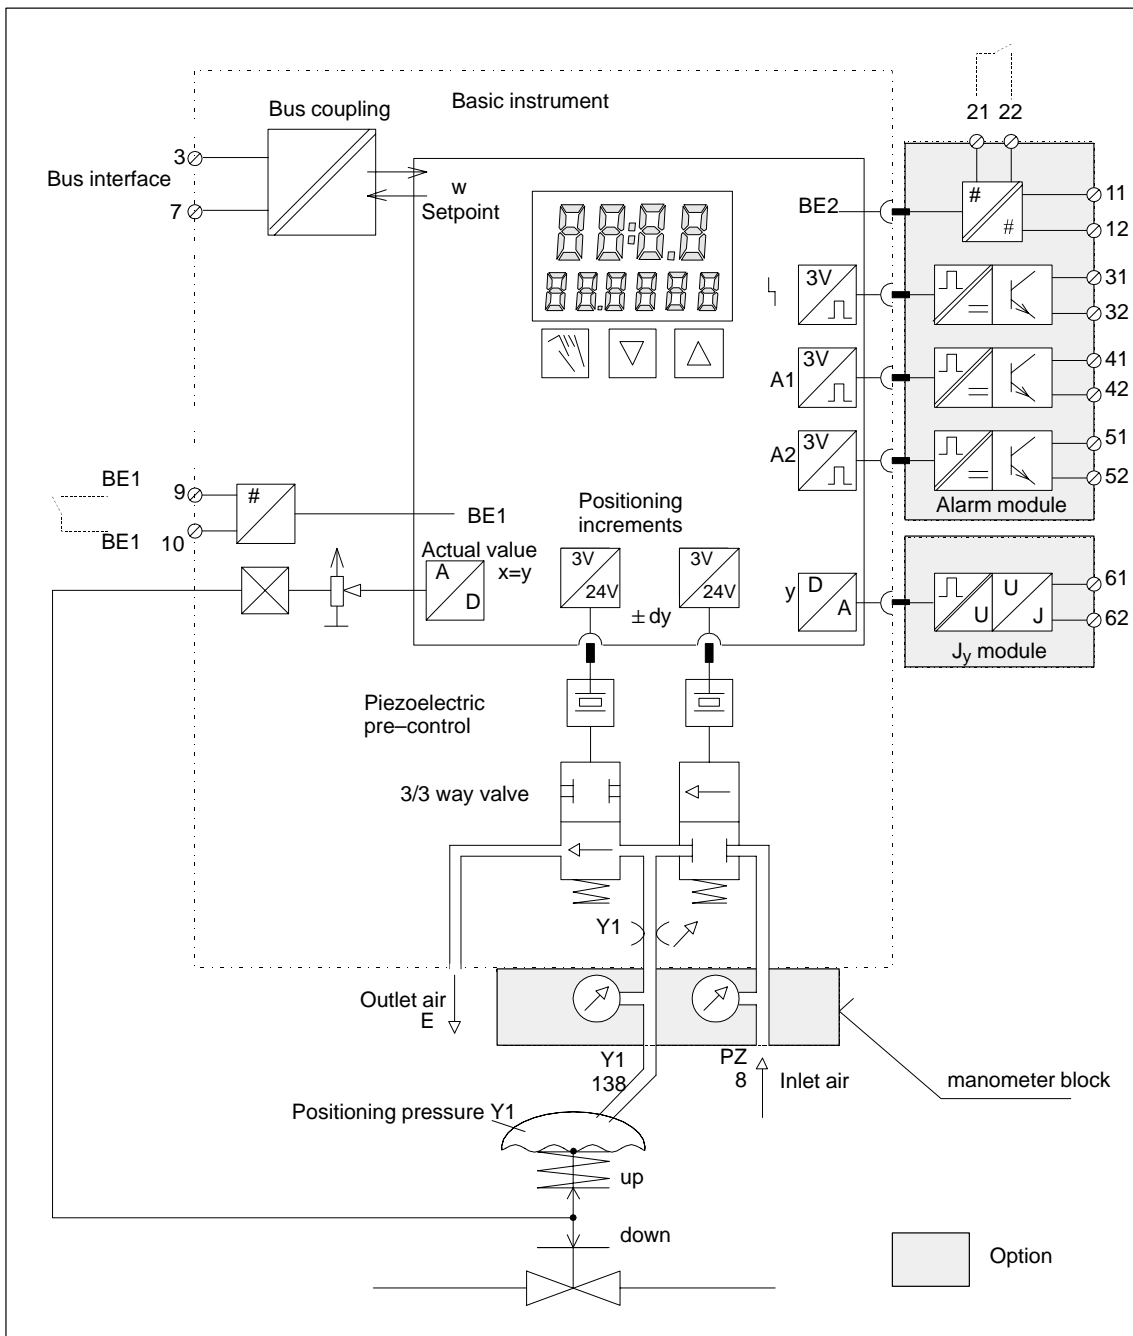 Basic instrument
Bus coupling
21 22
3
Bus interface
7
w
Setpoint
BE2
#
#
11
12
3V
31
32
A1
3V
41
42
A2
3V
51
52
Alarm module
BE1
9
#
BE1
BE1
10
Positioning
increments
Actual value
x=y
A
D
3V
24V
3V
24V
± dy
y
D
A
U
U
J
61
62
Jy module
Piezoelectric
pre–control
3/3 way valve
Y1
Outlet air
E
Y1
138
PZ
8
Inlet air
manometer block
Positioning pressure Y1
up
down
Option